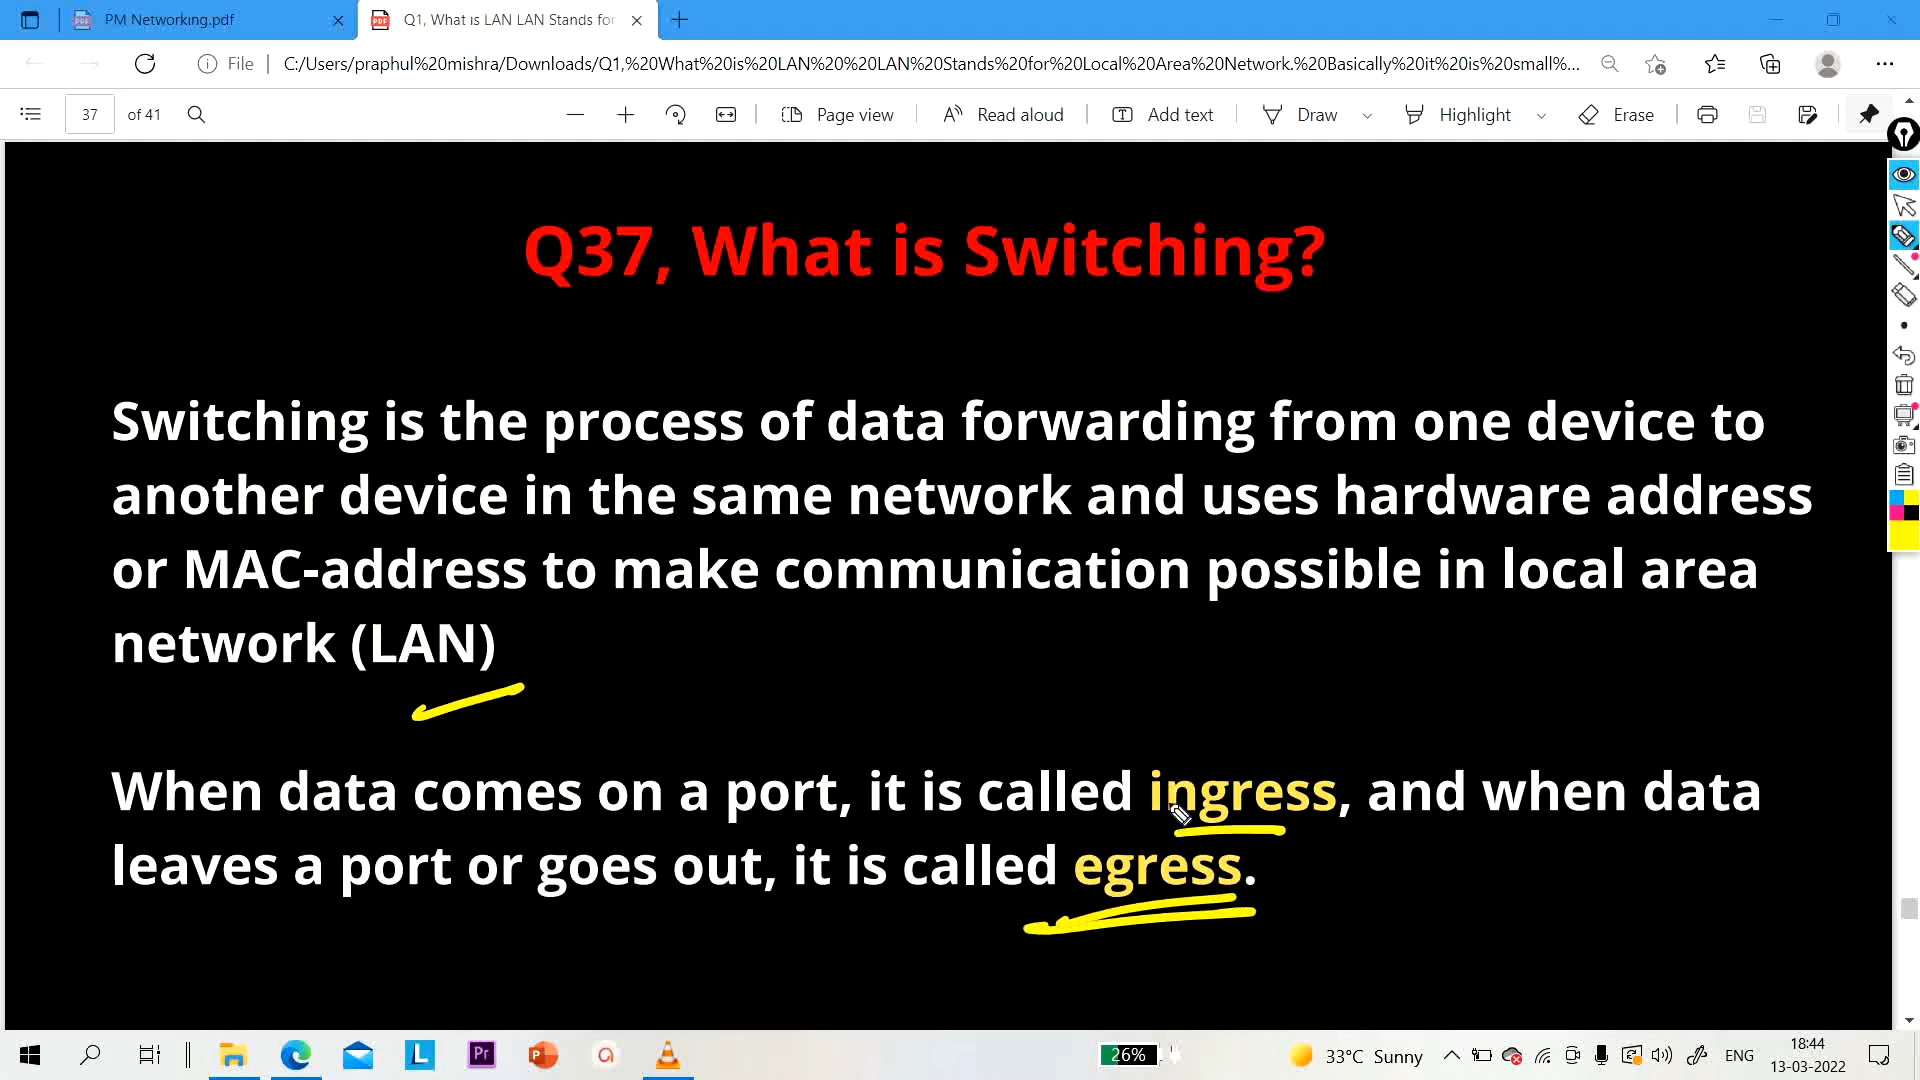 PM Networking.pdf
Q1, What is LAN LAN Stands for
File
C:/Users/praphul%20mishra/Downloads/Q1,%20What%20is%20LAN%20%20LAN%20Stands%20for%20Local%20Area%20Network.%20Basically%20it%20is%20small%...
37 of 41
Page view
Read aloud
Add text
Draw
Highlight
Erase
Q37, What is Switching?
Switching is the process of data forwarding from one device to
another device in the same network and uses hardware address
or MAC-address to make communication possible in local area
network (LAN)
When data comes on a port, it is called ingress, and when data
leaves a port or goes out, it is called egress.
L
Pr
P
26%
33°C Sunny
ENG
18:44
13-03-2022